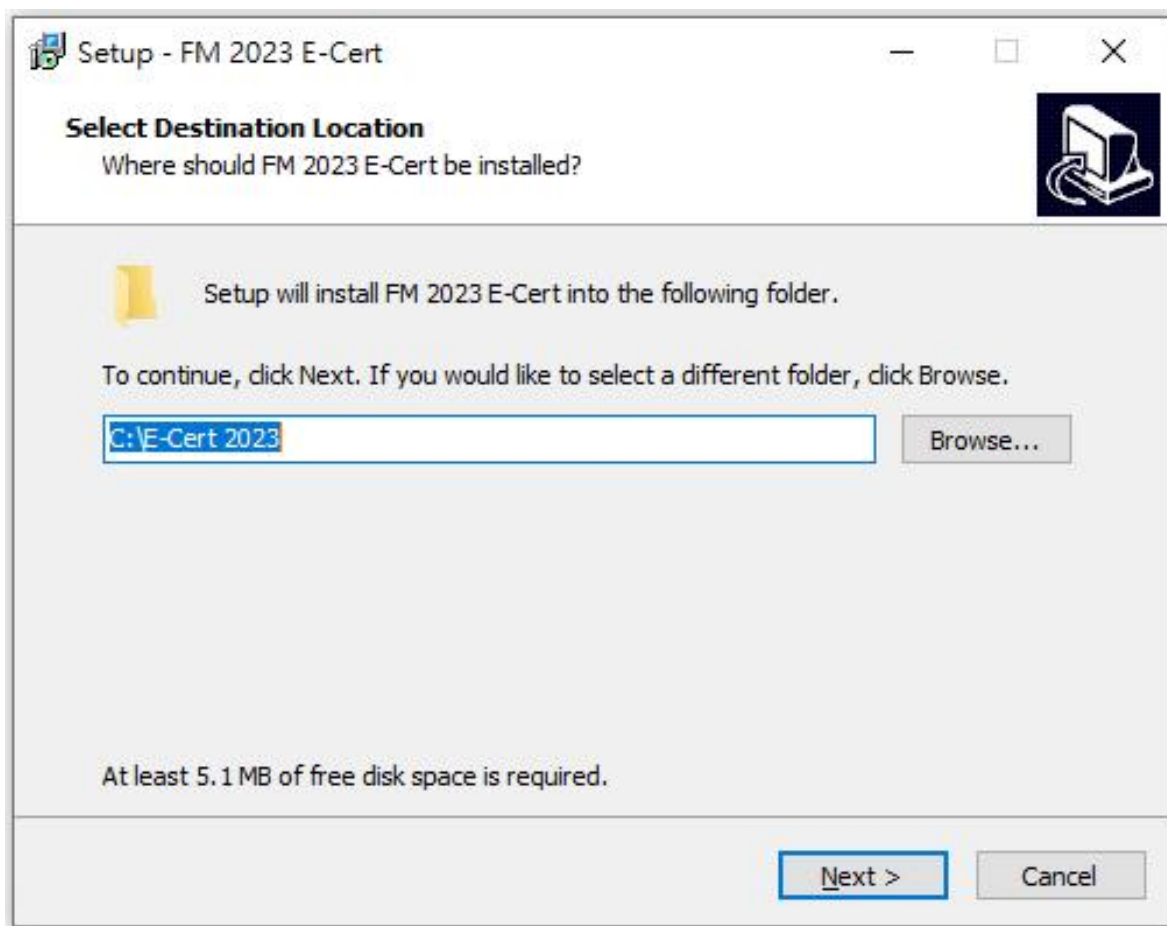 Setup - FM 2023 E-Cert
Select Destination Location
Where should FM 2023 E-Cert be installed?
Setup will install FM 2023 E-Cert into the following folder.
To continue, click Next. If you would like to select a different folder, click Browse.
C:\E-Cert 2023
Browse...
At least 5.1 MB of free disk space is required.
Next >
Cancel